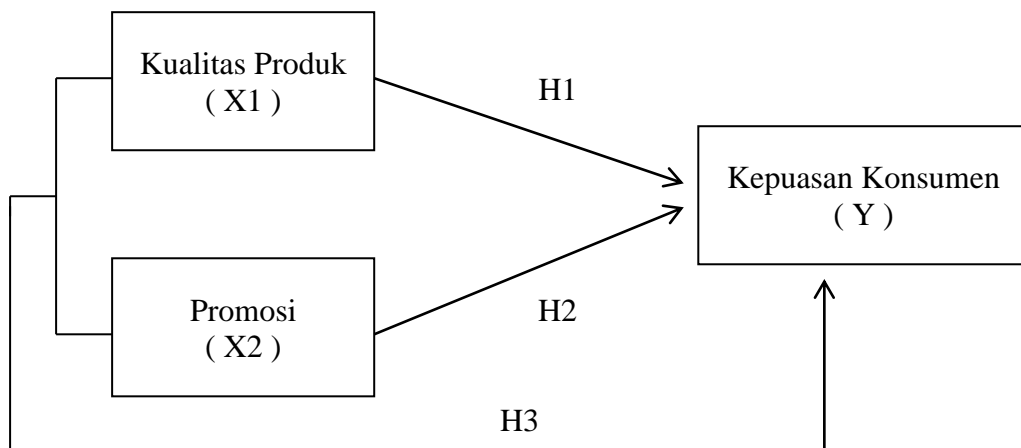 Kualitas Produk
( X1 )
H1
Kepuasan Konsumen
( Y )
Promosi
( X2 )
H2
H3